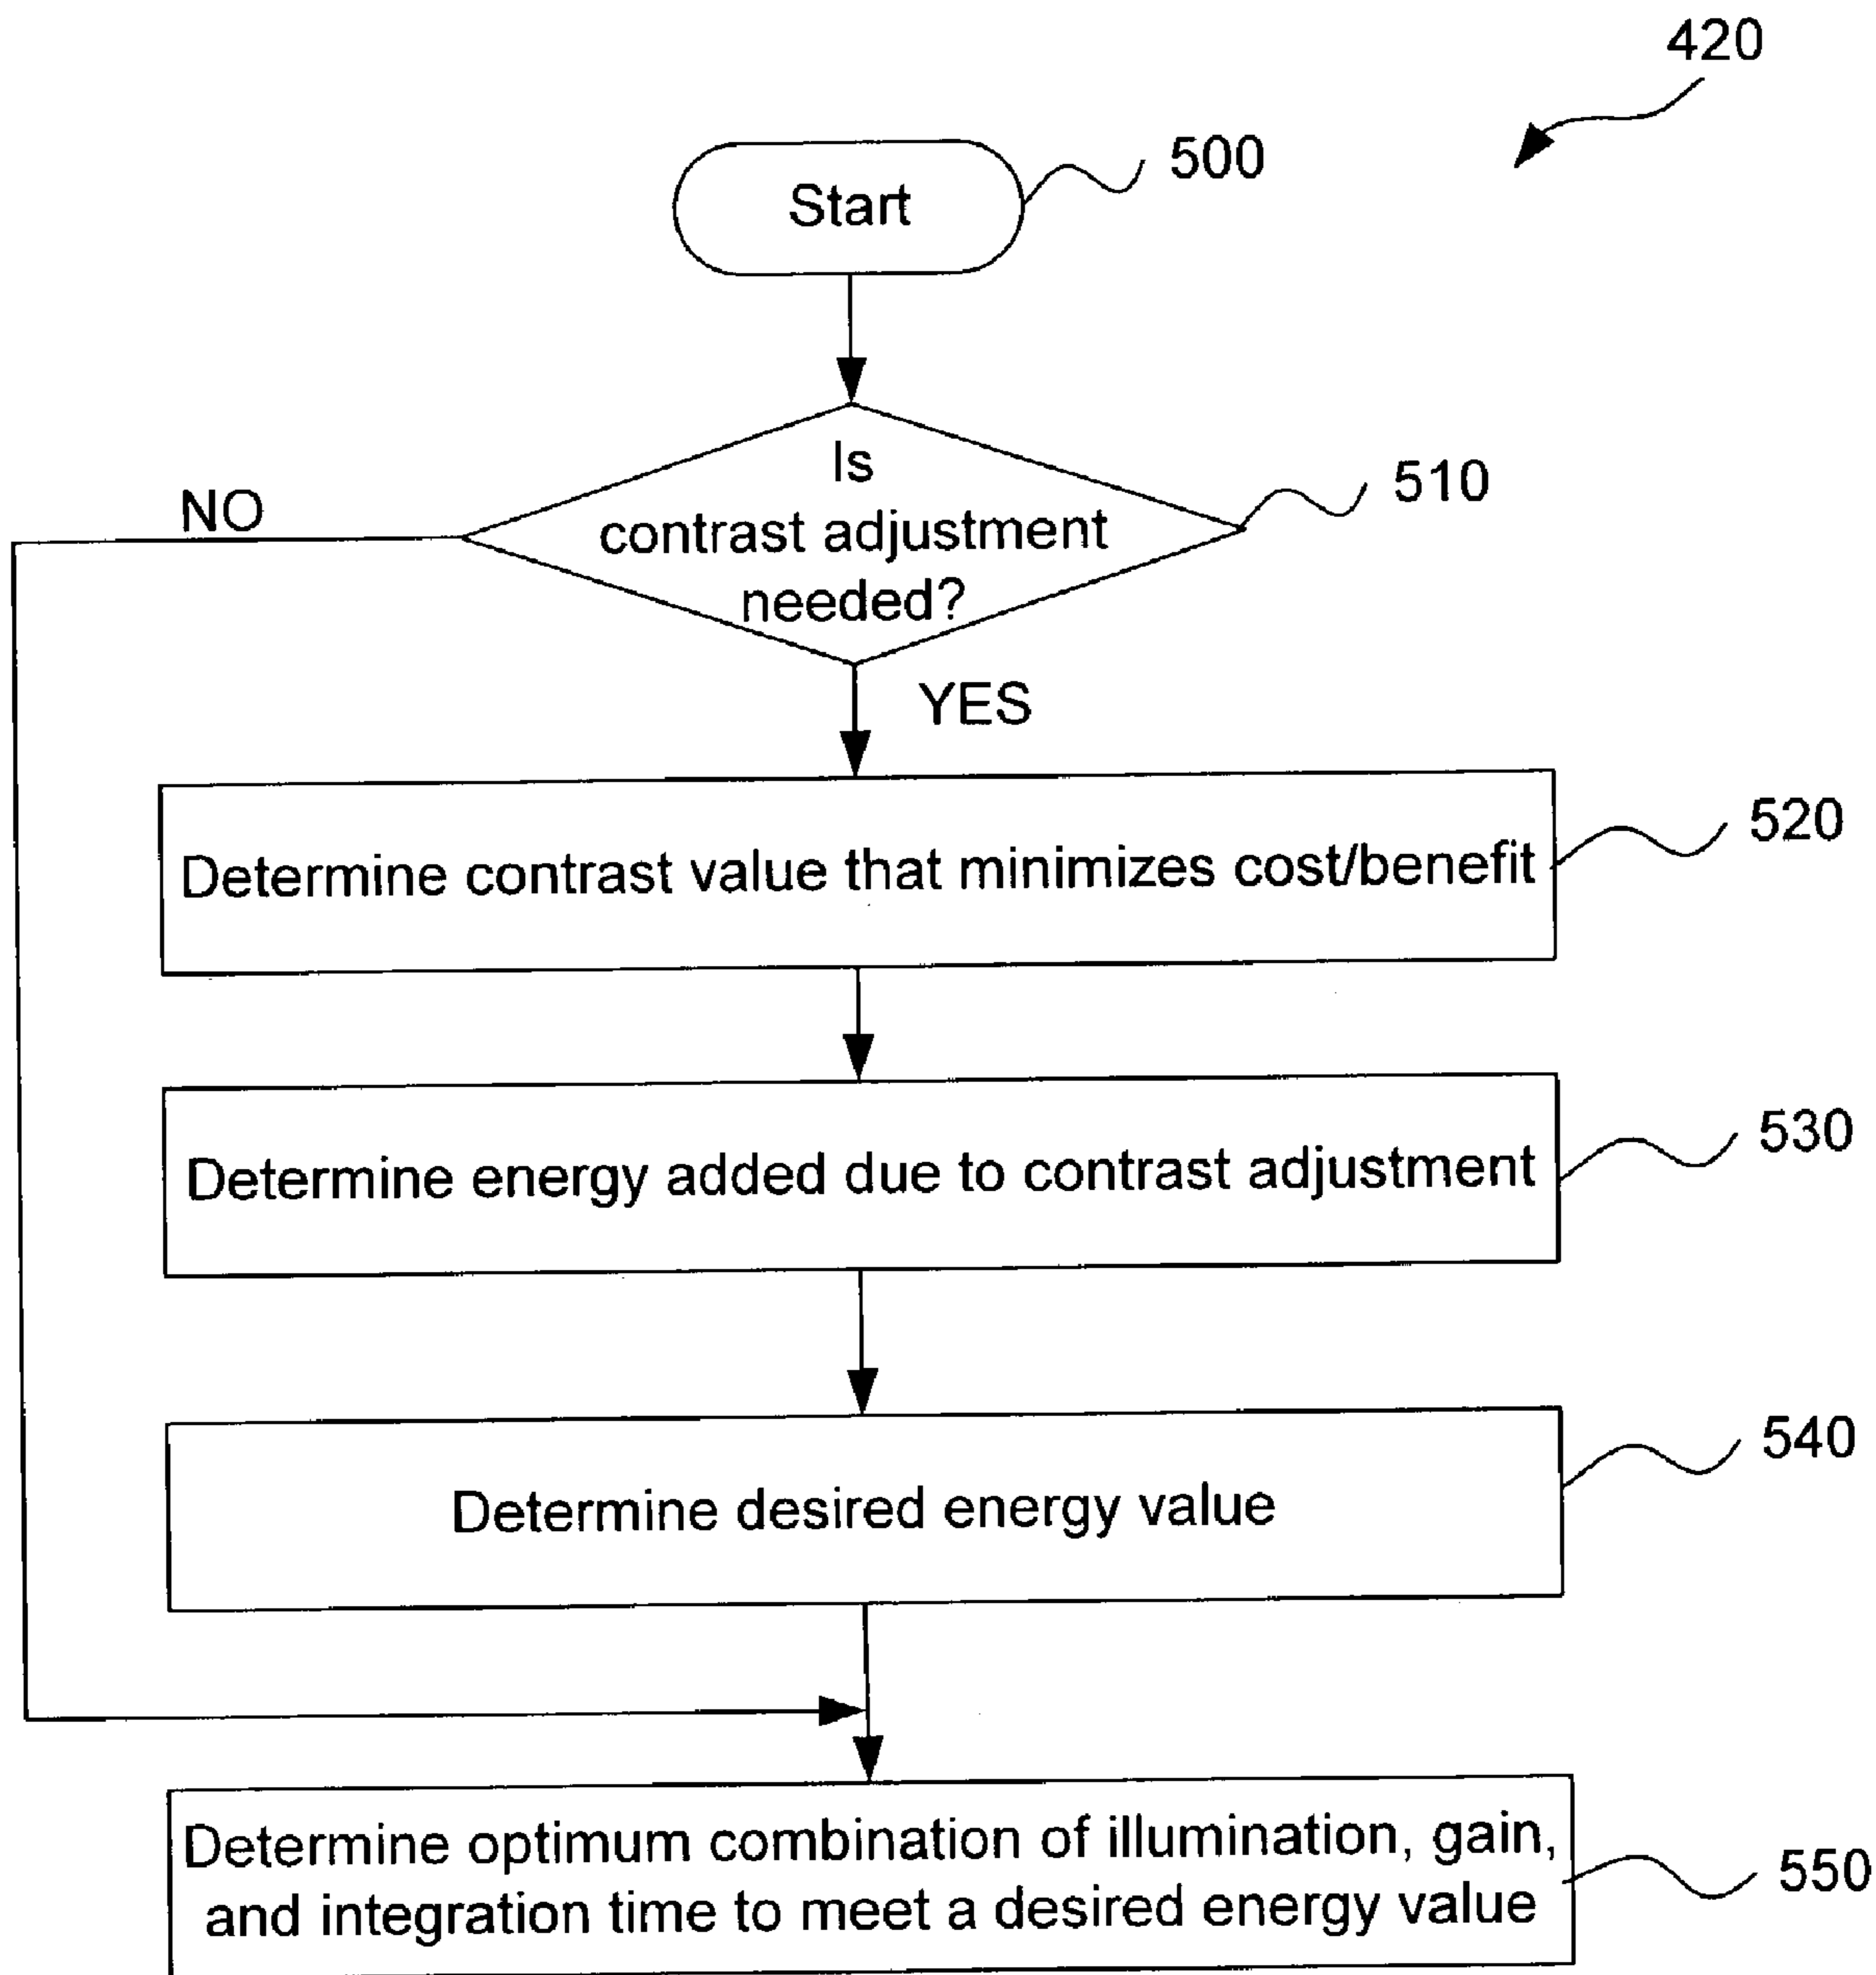 420
Start
500
Is
contrast adjustment
needed?
510
NO
YES
Determine contrast value that minimizes cost/benefit
520
Determine energy added due to contrast adjustment
530
Determine desired energy value
540
Determine optimum combination of illumination, gain,
and integration time to meet a desired energy value
550